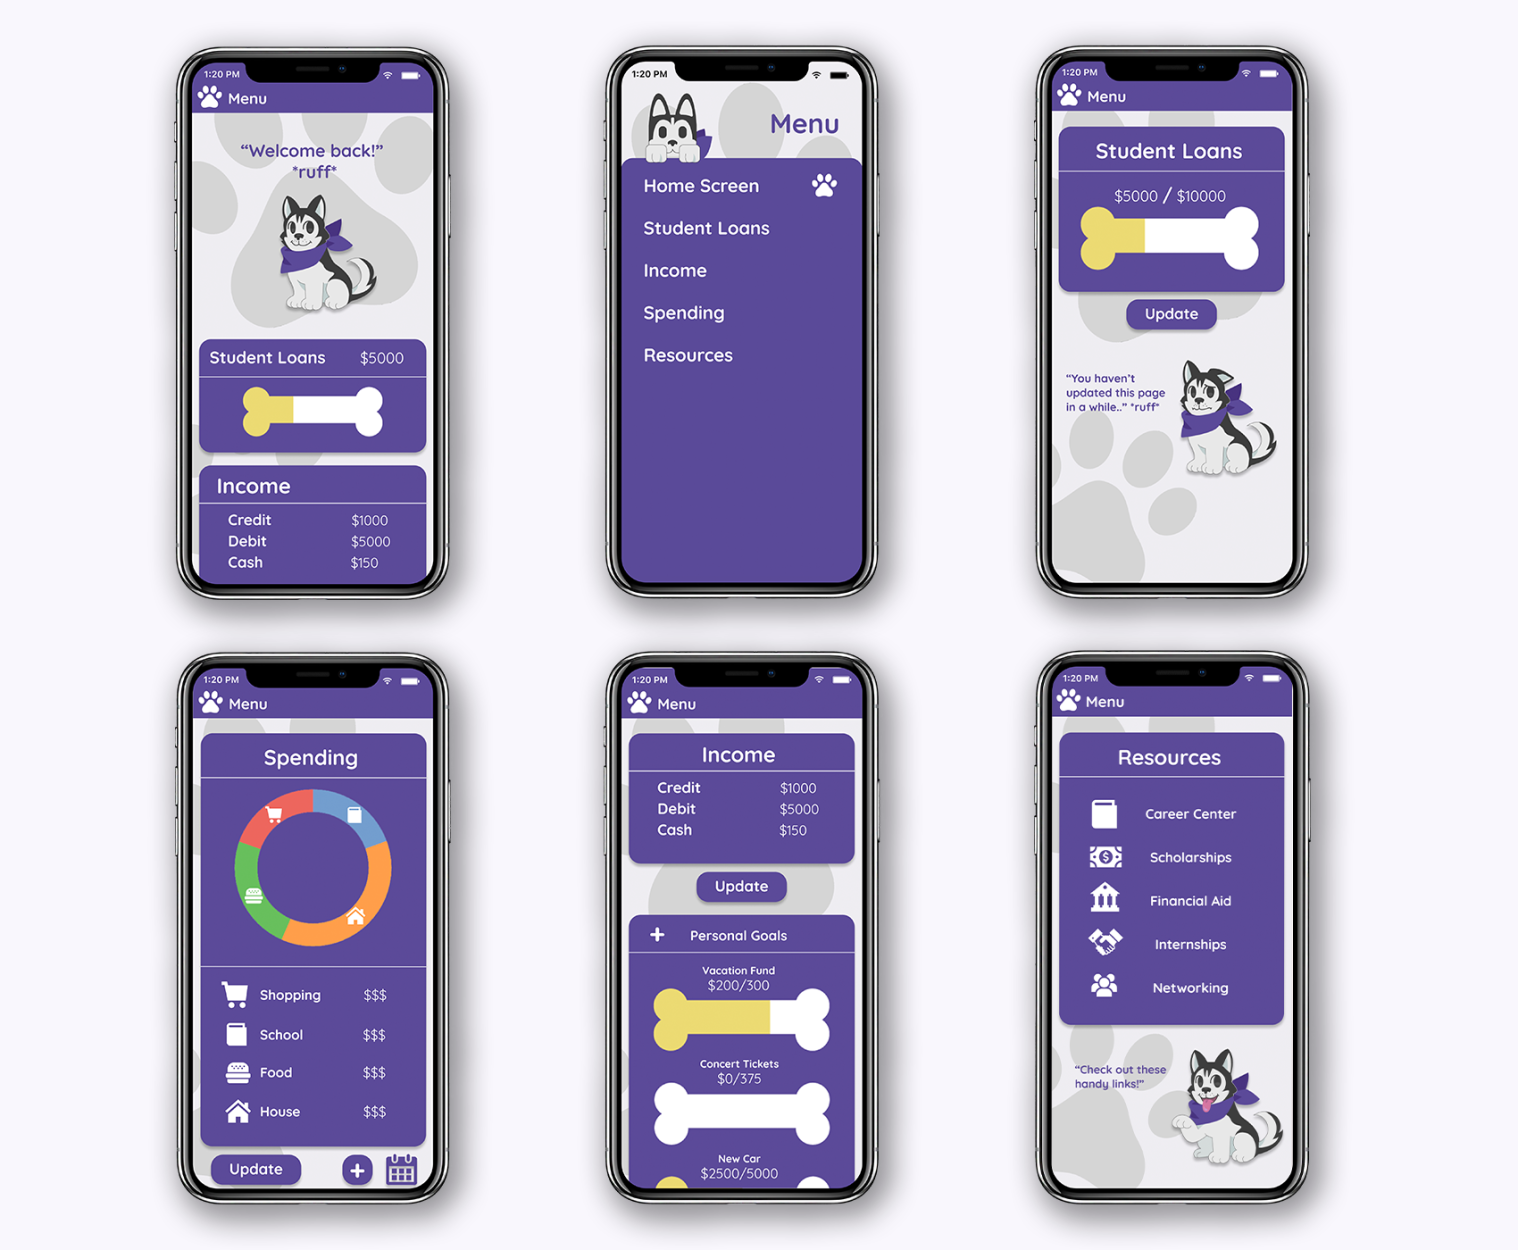 1:20 PM
Menu
“Welcome back!”
*ruff*
Student Loans $5000
Income
Credit $1000
Debit $5000
Cash $150
1:20 PM
Menu
Home Screen
Student Loans
Income
Spending
Resources
1:20 PM
Menu
Student Loans
$5000 / $10000
Update
“You haven’t
updated this page
in a while..” *ruff*
1:20 PM
Menu
Spending
Shopping $$$
School $$$
Food $$$
House $$$
Update
1:20 PM
Menu
Income
Credit $1000
Debit $5000
Cash $150
Update
+ Personal Goals
Vacation Fund
$200/300
Concert Tickets
$0/375
New Car
$2500/5000
1:20 PM
Menu
Resources
Career Center
Scholarships
Financial Aid
Internships
Networking
“Check out these
handy links!”